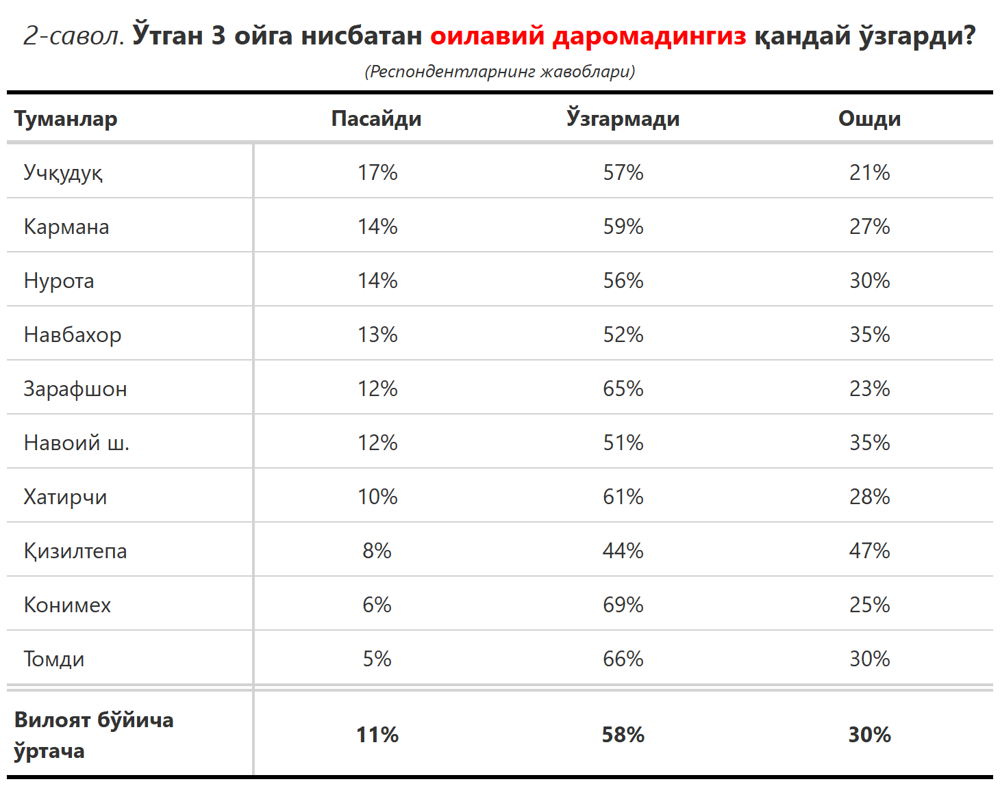 2-савол. Ўтган 3 ойга нисбатан оилавий даромадингиз қандай ўзгарди?
(Респондентларнинг жавоблари)
Туманлар Пасайди Ўзгармади Ошди
Учқудуқ 17% 57% 21%
Кармана 14% 59% 27%
Нурота 14% 56% 30%
Навбахор 13% 52% 35%
Зарафшон 12% 65% 23%
Навоий ш. 12% 51% 35%
Хатирчи 10% 61% 28%
Қизилтепа 8% 44% 47%
Конимех 6% 69% 25%
Томди 5% 66% 30%
Вилоят бўйича
ўртача 11% 58% 30%